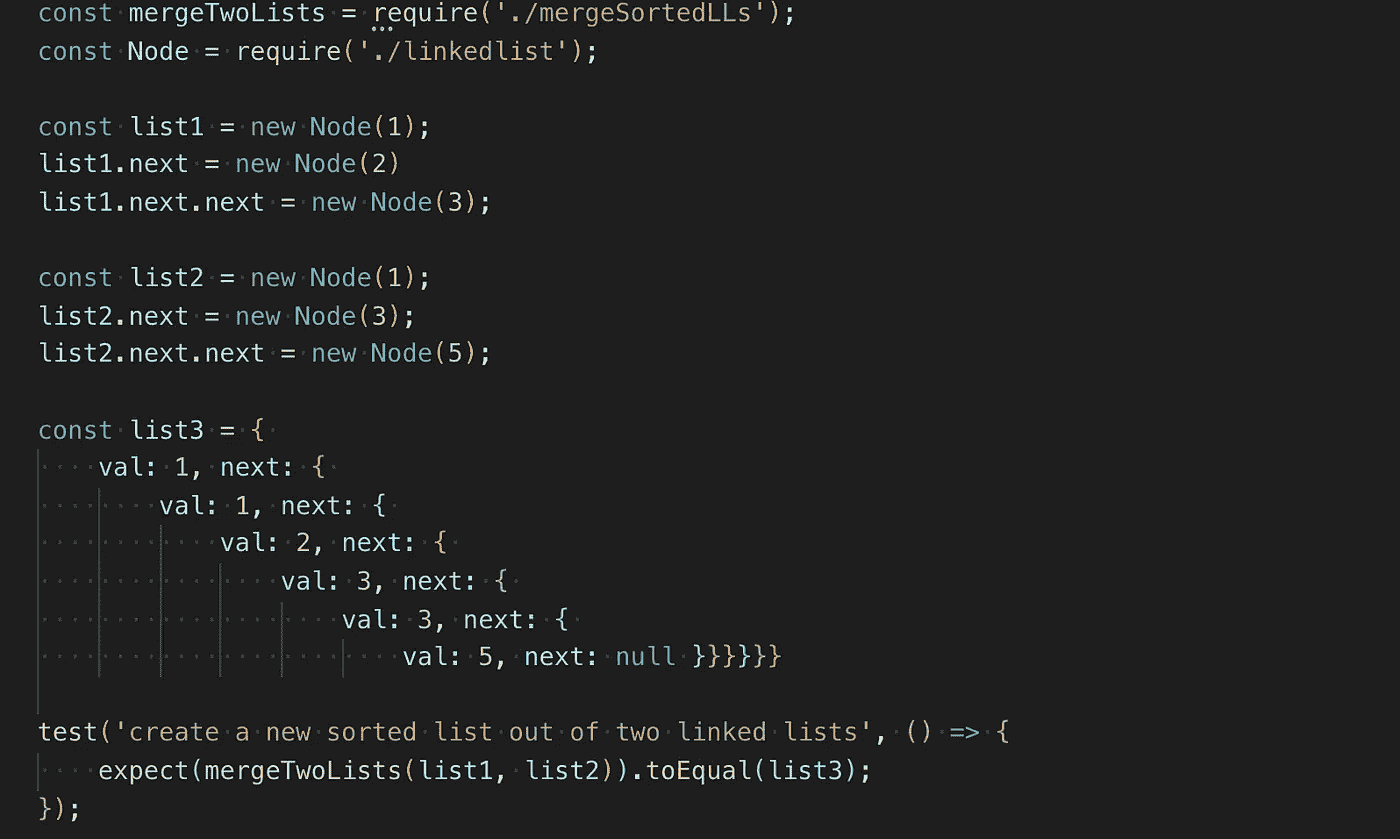 const mergeTwoLists = require('./mergeSortedLLs');
const Node = require('./linkedlist');
const list1 = new Node(1);
list1.next = new Node(2)
list1.next.next = new Node(3);
const list2 = new Node(1);
list2.next = new Node(3);
list2.next.next = new Node(5);
const list3 = {
val: 1, next: {
val: 1, next: {
val: 2, next: {
val: 3, next: {
val: 3, next: {
val: 5, next: null }}}}}}
test('create a new sorted list out of two linked lists', () => {
expect(mergeTwoLists(list1, list2)).toEqual(list3);
});